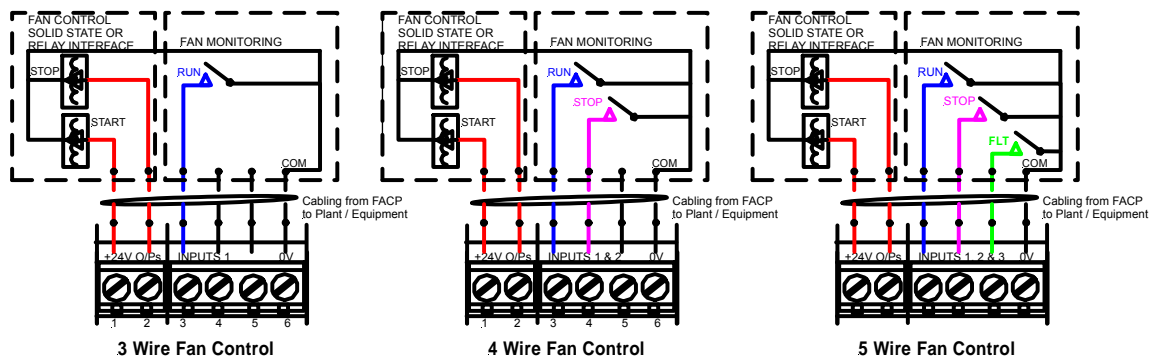 FAN CONTROL
SOLID STATE OR
RELAY INTERFACE
FAN MONITORING
STOP
RUN
START
COM
Cabling from FACP
to Plant / Equipment
+24V O/Ps
INPUTS 1
0V
1 2 3 4 5 6
3 Wire Fan Control
FAN CONTROL
SOLID STATE OR
RELAY INTERFACE
FAN MONITORING
STOP
RUN
STOP
START
COM
Cabling from FACP
to Plant / Equipment
+24V O/Ps
INPUTS 1 & 2
0V
1 2 3 4 5 6
4 Wire Fan Control
FAN CONTROL
SOLID STATE OR
RELAY INTERFACE
FAN MONITORING
STOP
RUN
STOP
START
FLT
COM
Cabling from FACP
to Plant / Equipment
+24V O/Ps
INPUTS 1 2 & 3
0V
5 Wire Fan Control